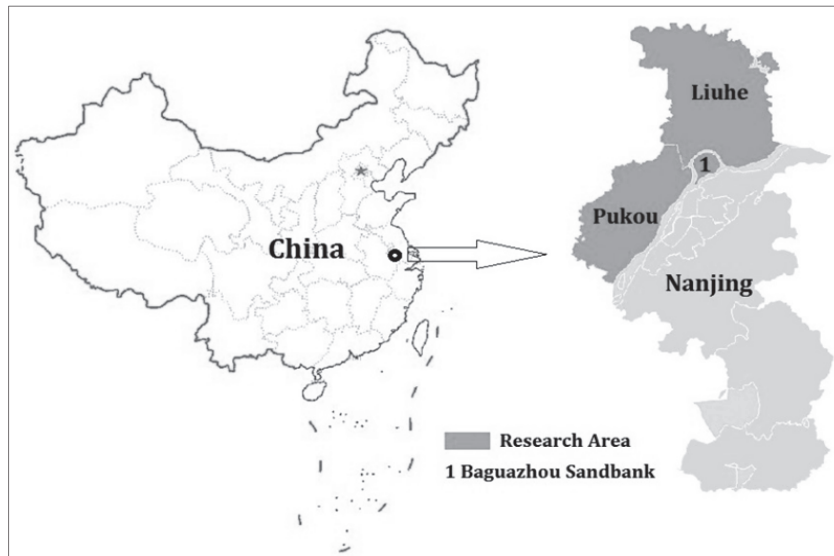 China
Liuhe
1
Pukou
Nanjing
Research Area
1 Baguazhou Sandbank